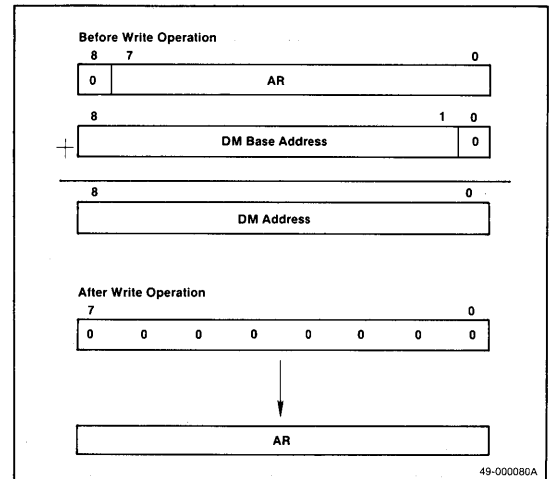 Before Write Operation
8 7 0
0 AR
8 1 0
+ DM Base Address 0
8 0
DM Address
After Write Operation
7 0
0 0 0 0 0 0 0 0
AR
49-000080A